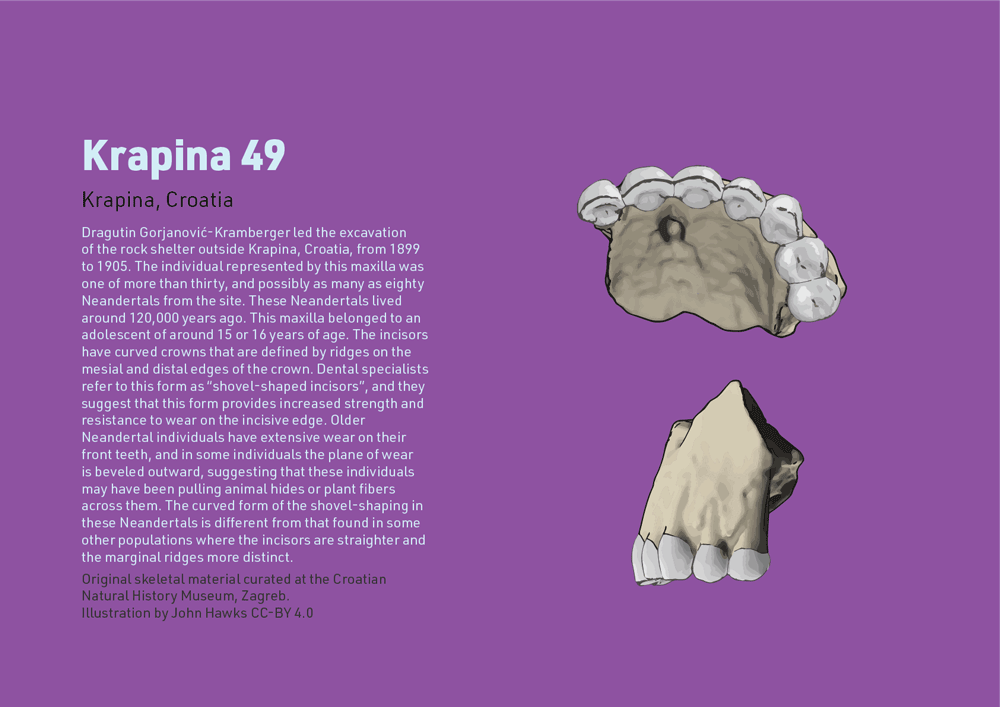 Krapina 49
Krapina, Croatia
Dragutin Gorjanović-Kramberger led the excavation
of the rock shelter outside Krapina, Croatia, from 1899
to 1905. The individual represented by this maxilla was
one of more than thirty, and possibly as many as eighty
Neandertals from the site. These Neandertals lived
around 120,000 years ago. This maxilla belonged to an
adolescent of around 15 or 16 years of age. The incisors
have curved crowns that are defined by ridges on the
mesial and distal edges of the crown. Dental specialists
refer to this form as “shovel-shaped incisors”, and they
suggest that this form provides increased strength and
resistance to wear on the incisive edge. Older
Neandertal individuals have extensive wear on their
front teeth, and in some individuals the plane of wear
is beveled outward, suggesting that these individuals
may have been pulling animal hides or plant fibers
across them. The curved form of the shovel-shaping in
these Neandertals is different from that found in some
other populations where the incisors are straighter and
the marginal ridges more distinct.
Original skeletal material curated at the Croatian
Natural History Museum, Zagreb.
Illustration by John Hawks CC-BY 4.0